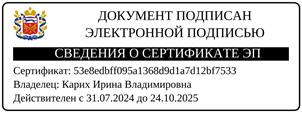 ДОКУМЕНТ ПОДПИСАН
ЭЛЕКТРОННОЙ ПОДПИСЬЮ
СВЕДЕНИЯ О СЕРТИФИКАТЕ ЭП
Сертификат: 53e8edbff095a1368d9d1a7d12bf7533
Владелец: Карих Ирина Владимировна
Действителен с 31.07.2024 до 24.10.2025